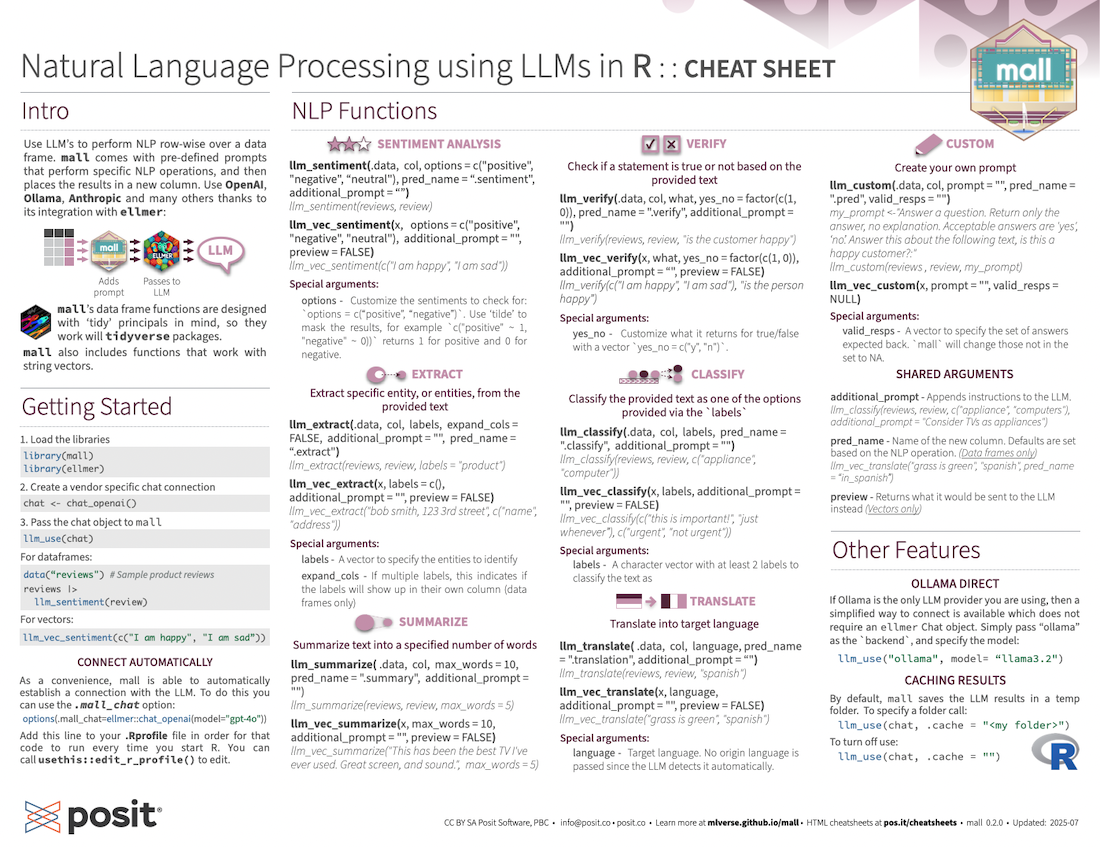 Natural Language Processing using LLMs in R : : CHEAT SHEET
mall
Intro
Use LLM's to perform NLP row-wise over a data
frame. mall comes with pre-defined prompts
that perform specific NLP operations, and then
places the results in a new column. Use OpenAI,
Ollama, Anthropic and many others thanks to
its integration with ellmer:
mall
ELLMER
LLM
Adds
prompt
Passes to
LLM
mall's data frame functions are designed
with 'tidy' principals in mind, so they
work will tidyverse packages.
mall also includes functions that work with
string vectors.
Getting Started
1. Load the libraries
library(mall)
library(ellmer)
2. Create a vendor specific chat connection
chat <- chat_openai()
3. Pass the chat object to mall
llm_use(chat)
For dataframes:
data("reviews") # Sample product reviews
reviews |>
llm_sentiment(review)
For vectors:
llm_vec_sentiment(c("I am happy", "I am sad"))
CONNECT AUTOMATICALLY
As a convenience, mall is able to automatically
establish a connection with the LLM. To do this you
can use the .mall_chat option:
options(.mall_chat=ellmer::chat_openai(model="gpt-4o"))
Add this line to your .Rprofile file in order for that
code to run every time you start R. You can
call usethis::edit_r_profile() to edit.
NLP Functions
SENTIMENT ANALYSIS
llm_sentiment(.data, col, options = c("positive",
"negative", "neutral"), pred_name = ".sentiment",
additional_prompt = "")
llm_sentiment(reviews, review)
llm_vec_sentiment(x, options = c("positive",
"negative", "neutral"), additional_prompt = "",
preview = FALSE)
llm_vec_sentiment(c("I am happy", "I am sad"))
Special arguments:
options - Customize the sentiments to check for:
`options = c("positive", "negative")`. Use 'tilde' to
mask the results, for example `c("positive" ~ 1,
"negative" ~ 0))` returns 1 for positive and 0 for
negative.
EXTRACT
Extract specific entity, or entities, from the
provided text
llm_extract(.data, col, labels, expand_cols =
FALSE, additional_prompt = "", pred_name =
".extract")
llm_extract(reviews, review, labels = "product")
llm_vec_extract(x, labels = c(),
additional_prompt = "", preview = FALSE)
llm_vec_extract("bob smith, 123 3rd street", c("name",
"address"))
Special arguments:
labels - A vector to specify the entities to identify
expand_cols - If multiple labels, this indicates if
the labels will show up in their own column (data
frames only)
SUMMARIZE
Summarize text into a specified number of words
llm_summarize( .data, col, max_words = 10,
pred_name = ".summary", additional_prompt =
"")
llm_summarize(reviews, review, max_words = 5)
llm_vec_summarize(x, max_words = 10,
additional_prompt = "", preview = FALSE)
llm_vec_summarize("This has been the best TV I've
ever used. Great screen, and sound.", max_words = 5)
VERIFY
Check if a statement is true or not based on the
provided text
llm_verify(.data, col, what, yes_no = factor(c(1,
0)), pred_name = ".verify", additional_prompt =
"")
llm_verify(reviews, review, "is the customer happy")
llm_vec_verify(x, what, yes_no = factor(c(1, 0)),
additional_prompt = "", preview = FALSE)
llm_verify(c("I am happy", "I am sad"), "is the person
happy")
Special arguments:
yes_no - Customize what it returns for true/false
with a vector `yes_no = c("y", "n")`.
CLASSIFY
Classify the provided text as one of the options
provided via the `labels`
llm_classify(.data, col, labels, pred_name =
".classify", additional_prompt = "")
llm_classify(reviews, review, c("appliance",
"computer"))
llm_vec_classify(x, labels, additional_prompt =
"", preview = FALSE)
llm_vec_classify(c("this is important!", "just
whenever"), c("urgent", "not urgent"))
Special arguments:
labels - A character vector with at least 2 labels to
classify the text as
TRANSLATE
Translate into target language
llm_translate( .data, col, language, pred_name
= ".translation", additional_prompt = "")
llm_translate(reviews, review, "spanish")
llm_vec_translate(x, language,
additional_prompt = "", preview = FALSE)
llm_vec_translate("grass is green", "spanish")
Special arguments:
language - Target language. No origin language is
passed since the LLM detects it automatically.
CUSTOM
Create your own prompt
llm_custom(.data, col, prompt = "", pred_name =
".pred", valid_resps = "")
my_prompt <-"Answer a question. Return only the
answer, no explanation. Acceptable answers are 'yes',
'no'. Answer this about the following text, is this a
happy customer?:"
llm_custom(reviews , review, my_prompt)
llm_vec_custom(x, prompt = "", valid_resps =
NULL)
Special arguments:
valid_resps - A vector to specify the set of answers
expected back. `mall` will change those not in the
set to NA.
SHARED ARGUMENTS
additional_prompt - Appends instructions to the LLM.
llm_classify(reviews, review, c("appliance", "computers"),
additional_prompt = "Consider TVs as appliances")
pred_name - Name of the new column. Defaults are set
based on the NLP operation. (Data frames only)
llm_vec_translate("grass is green", "spanish", pred_name
= "in_spanish")
preview - Returns what it would be sent to the LLM
instead (Vectors only)
Other Features
OLLAMA DIRECT
If Ollama is the only LLM provider you are using, then a
simplified way to connect is available which does not
require an ellmer Chat object. Simply pass "ollama"
as the `backend`, and specify the model:
llm_use("ollama", model= "llama3.2")
CACHING RESULTS
By default, mall saves the LLM results in a temp
folder. To specify a folder call:
llm_use(chat, .cache = "<my folder>")
To turn off use:
llm_use(chat, .cache = "")
R
posit®
CC BY SA Posit Software, PBC • info@posit.co • posit.co • Learn more at mlverse.github.io/mall • HTML cheatsheets at pos.it/cheatsheets • mall 0.2.0 • Updated: 2025-07